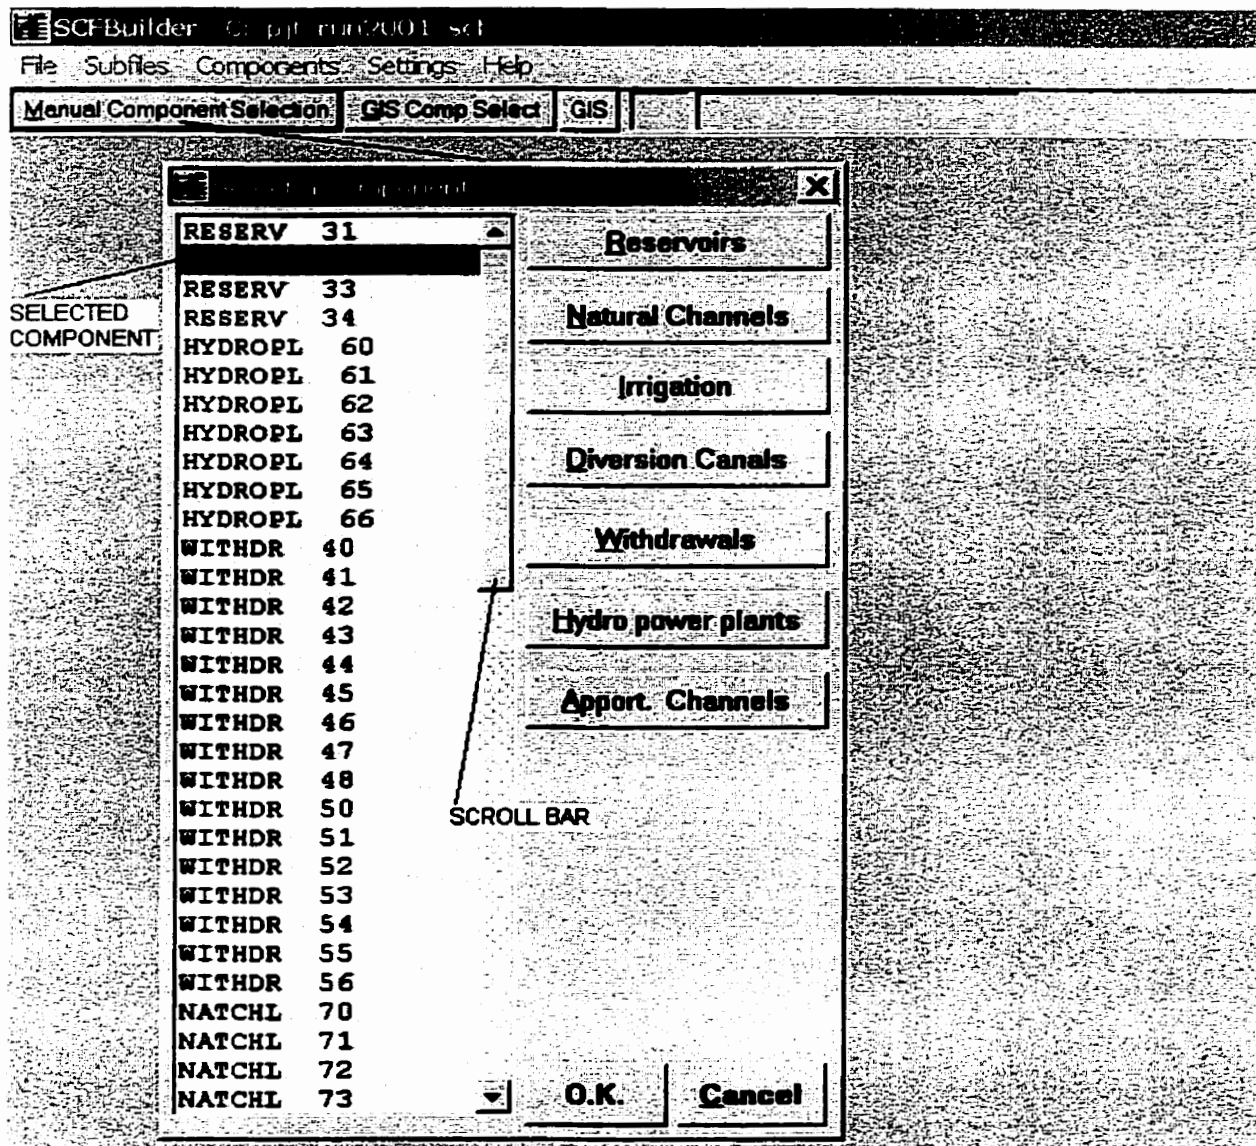 SCFBuilder
File Subfiles Components Settings Help
Manual Component Selection GIS Comp Select GIS
RESERV 31
RESERV 33
RESERV 34
HYDROPL 60
HYDROPL 61
HYDROPL 62
HYDROPL 63
HYDROPL 64
HYDROPL 65
HYDROPL 66
WITHDR 40
WITHDR 41
WITHDR 42
WITHDR 43
WITHDR 44
WITHDR 45
WITHDR 46
WITHDR 47
WITHDR 48
WITHDR 50
WITHDR 51
WITHDR 52
WITHDR 53
WITHDR 54
WITHDR 55
WITHDR 56
NATCHL 70
NATCHL 71
NATCHL 72
NATCHL 73
SELECTED
COMPONENT
SCROLL BAR
Reservoirs
Natural Channels
Irrigation
Diversion Canals
Withdrawals
Hydro power plants
Apport. Channels
O.K. Cancel